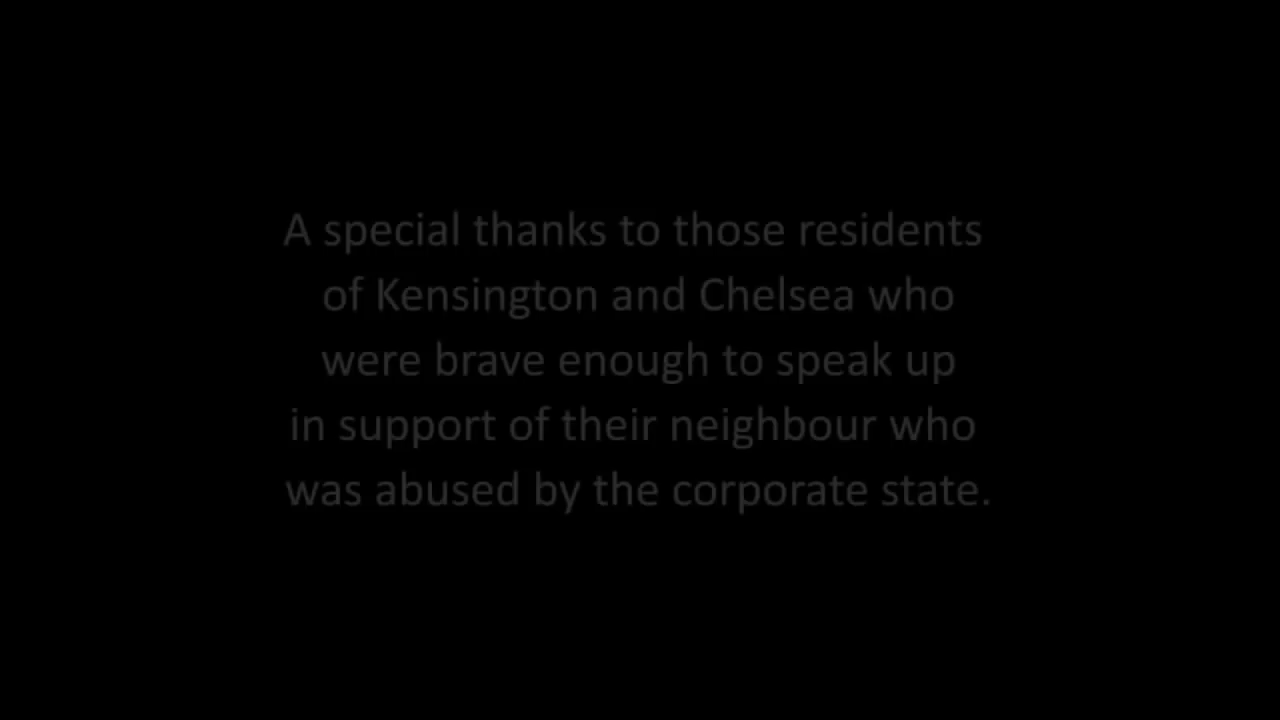 A special thanks to those residents
of Kensington and Chelsea who
were brave enough to speak up
in support of their neighbour who
was abused by the corporate state.